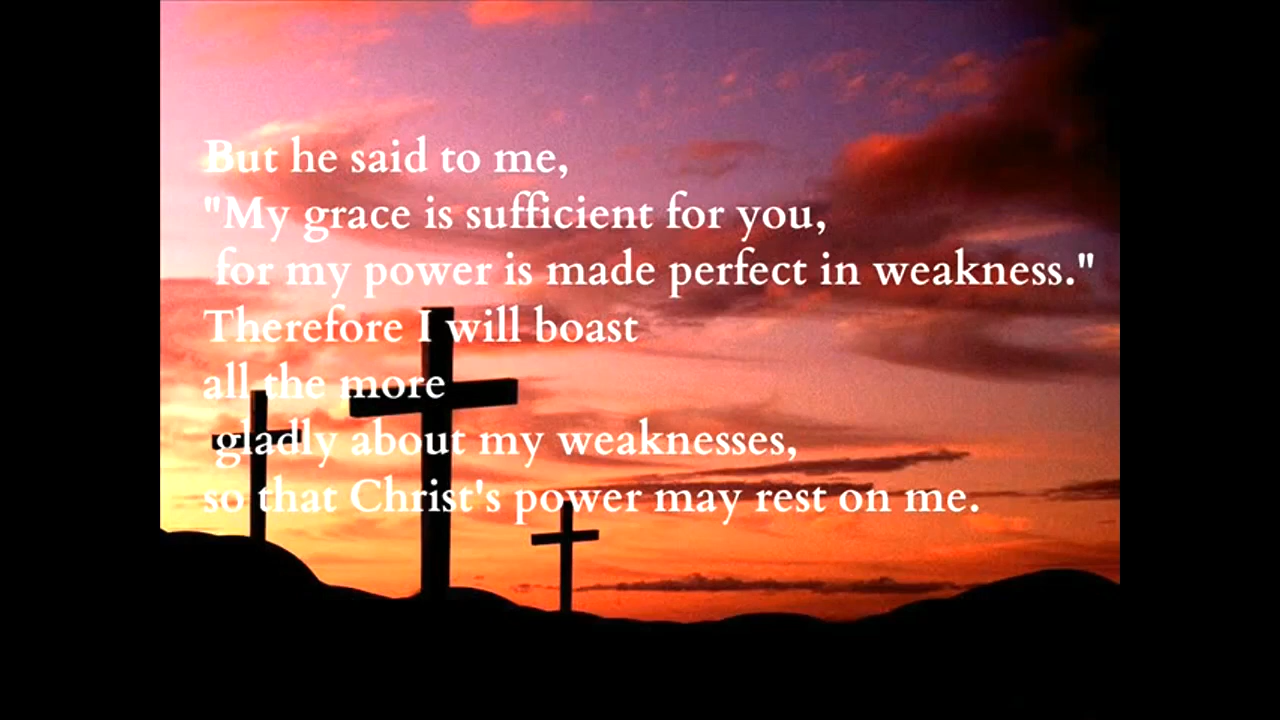 But he said to me,
"My grace is sufficient for you,
for my power is made perfect in weakness."
Therefore I will boast
all the more
gladly about my weaknesses,
so that Christ's power may rest on me.